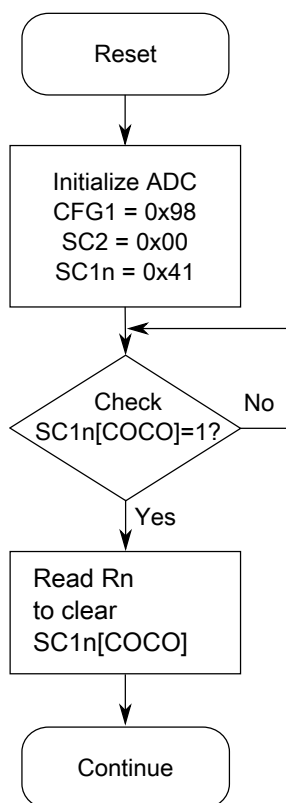 Reset
Initialize ADC
CFG1 = 0x98
SC2 = 0x00
SC1n = 0x41
Check
SC1n[COCO]=1?
No
Yes
Read Rn
to clear
SC1n[COCO]
Continue